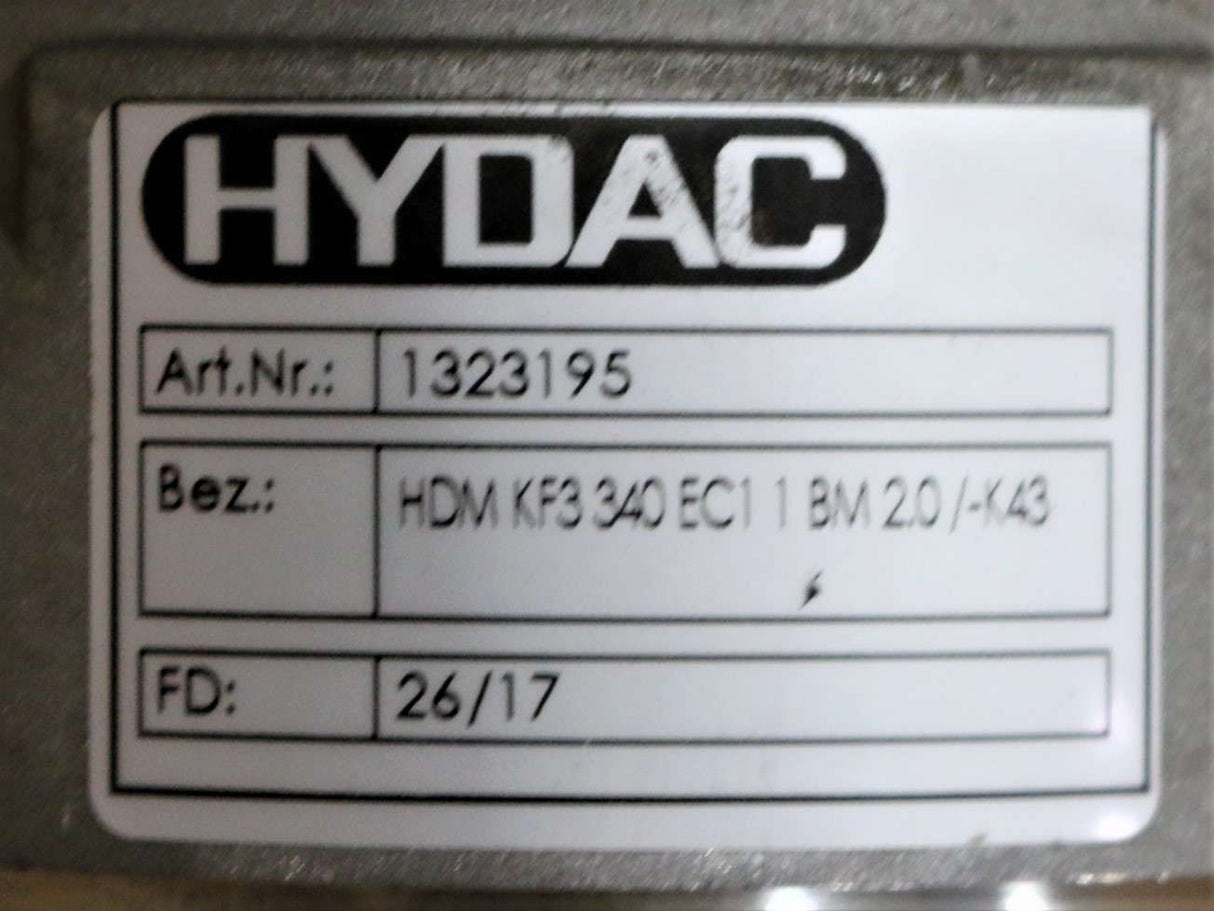 HYDAC
Art.Nr.: 1323195
Bez.: HDM KF3 340 EC1 1 BM 2.0 /-K43
FD: 26/17